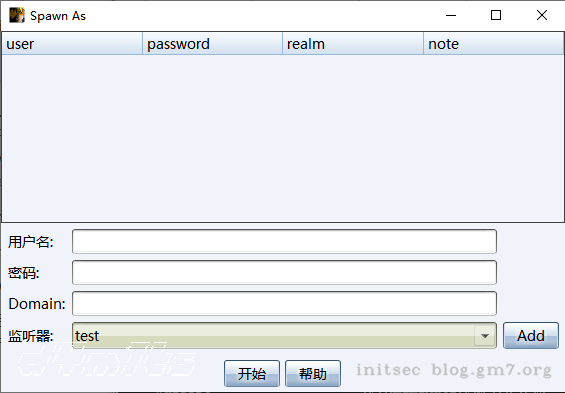 Spawn As
user password realm note
用户名:
密码:
Domain:
监听器: test Add
开始 帮助
initsec blog.gm7.org